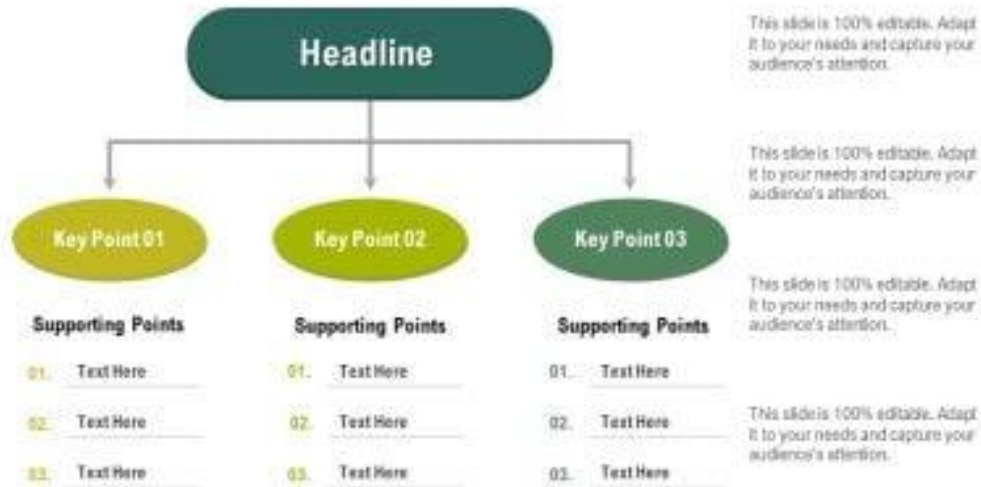 Headline
Key Point 01
Key Point 02
Key Point 03
Supporting Points
01. Text Here
02. Text Here
03. Text Here
Supporting Points
01. Text Here
02. Text Here
03. Text Here
Supporting Points
01. Text Here
02. Text Here
03. Text Here
This slide is 100% editable. Adapt
it to your needs and capture your
audience's attention.
This slide is 100% editable. Adapt
it to your needs and capture your
audience's attention.
This slide is 100% editable. Adapt
it to your needs and capture your
audience's attention.
This slide is 100% editable. Adapt
it to your needs and capture your
audience's attention.